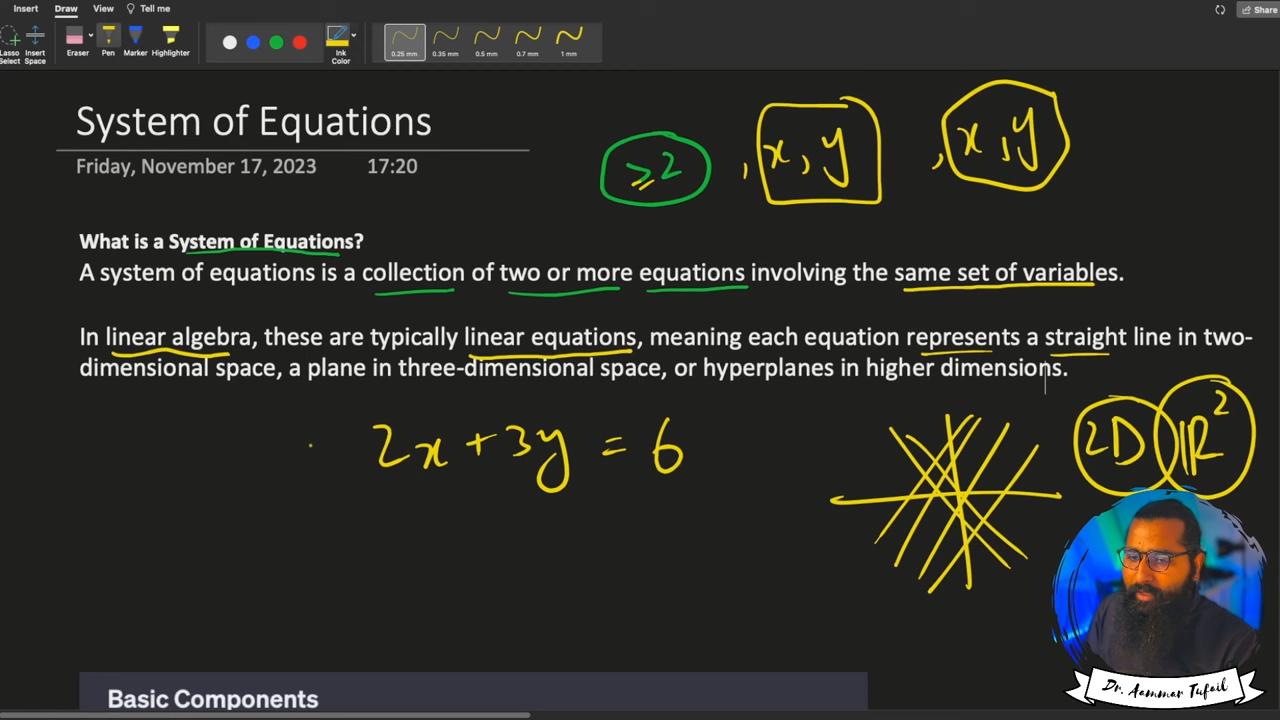 Insert Draw View Tell me
Share
Lasso Select
Insert Space
Eraser
Pen
Marker
Highlighter
Ink Color
0.25 mm
0.35 mm
0.5 mm
0.7 mm
1 mm
System of Equations
Friday, November 17, 2023 17:20
≥2 , x, y , x, y
What is a System of Equations?
A system of equations is a collection of two or more equations involving the same set of variables.
In linear algebra, these are typically linear equations, meaning each equation represents a straight line in two-
dimensional space, a plane in three-dimensional space, or hyperplanes in higher dimensions.
2x + 3y = 6
2D ℝ²
Basic Components
Dr. Aammar Tufail